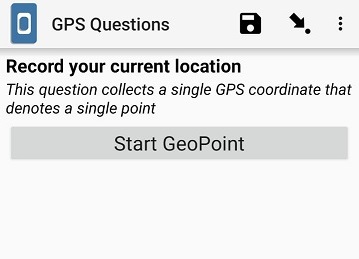 GPS Questions
Record your current location
This question collects a single GPS coordinate that
denotes a single point
Start GeoPoint